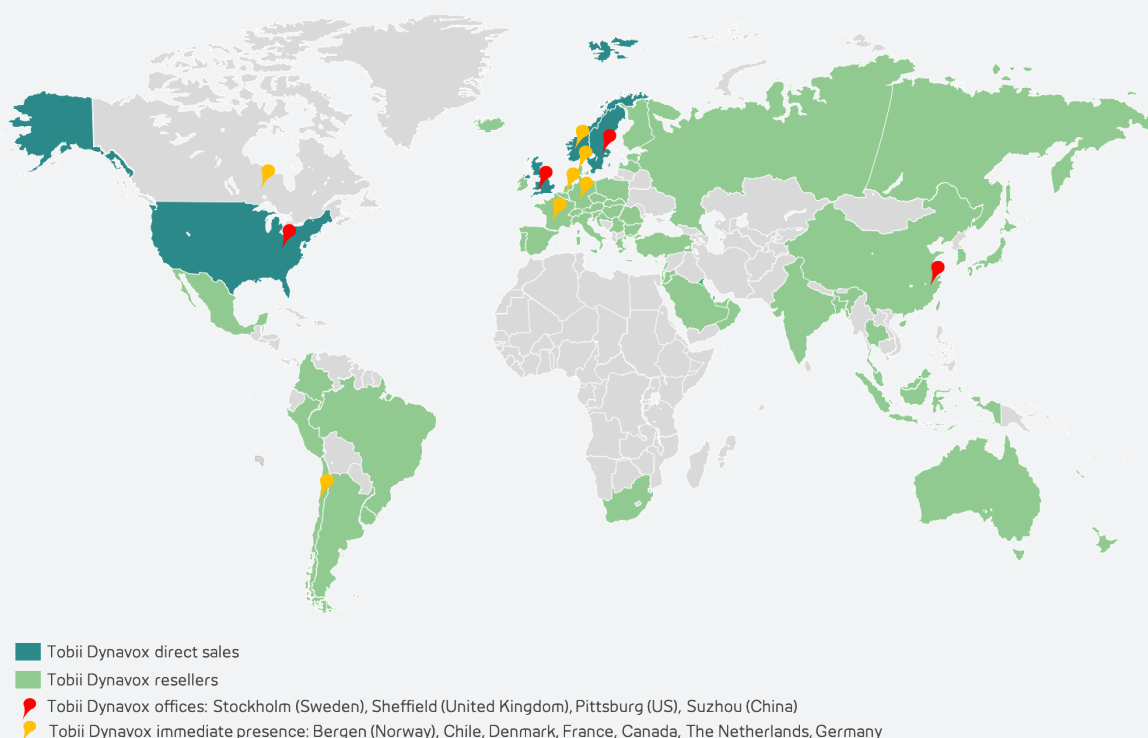 Tobii Dynavox direct sales
Tobii Dynavox resellers
Tobii Dynavox offices: Stockholm (Sweden), Sheffield (United Kingdom), Pittsburg (US), Suzhou (China)
Tobii Dynavox immediate presence: Bergen (Norway), Chile, Denmark, France, Canada, The Netherlands, Germany